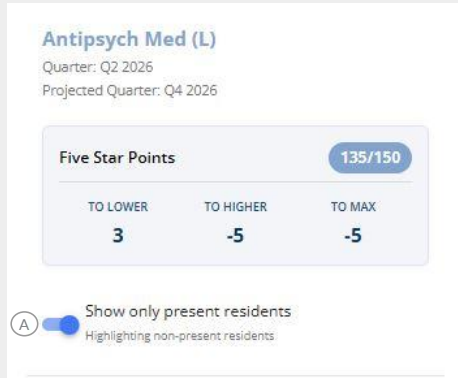 Antipsych Med (L)
Quarter: Q2 2026
Projected Quarter: Q4 2026
Five Star Points 135/150
TO LOWER TO HIGHER TO MAX
3 -5 -5
Show only present residents
A
Highlighting non-present residents